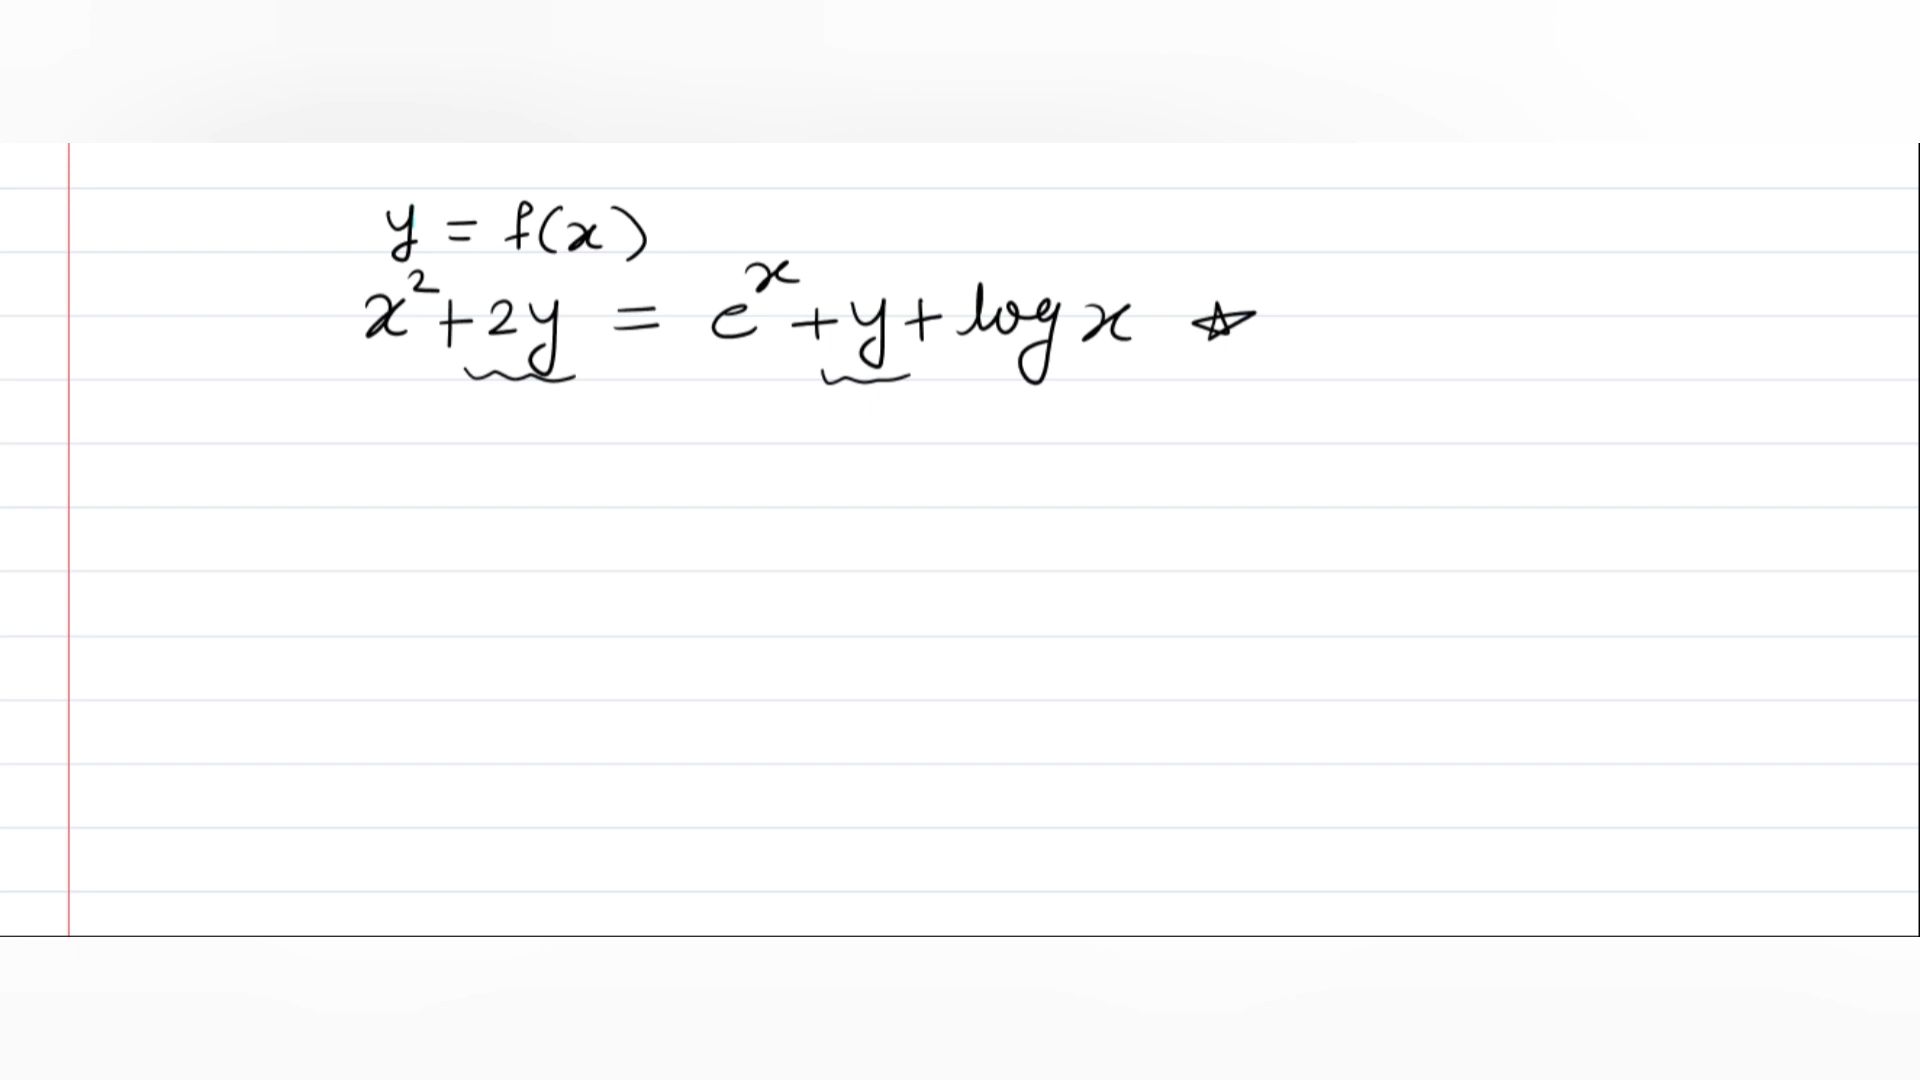 y = f(x)
x² + 2y = eˣ + y + log x ☆